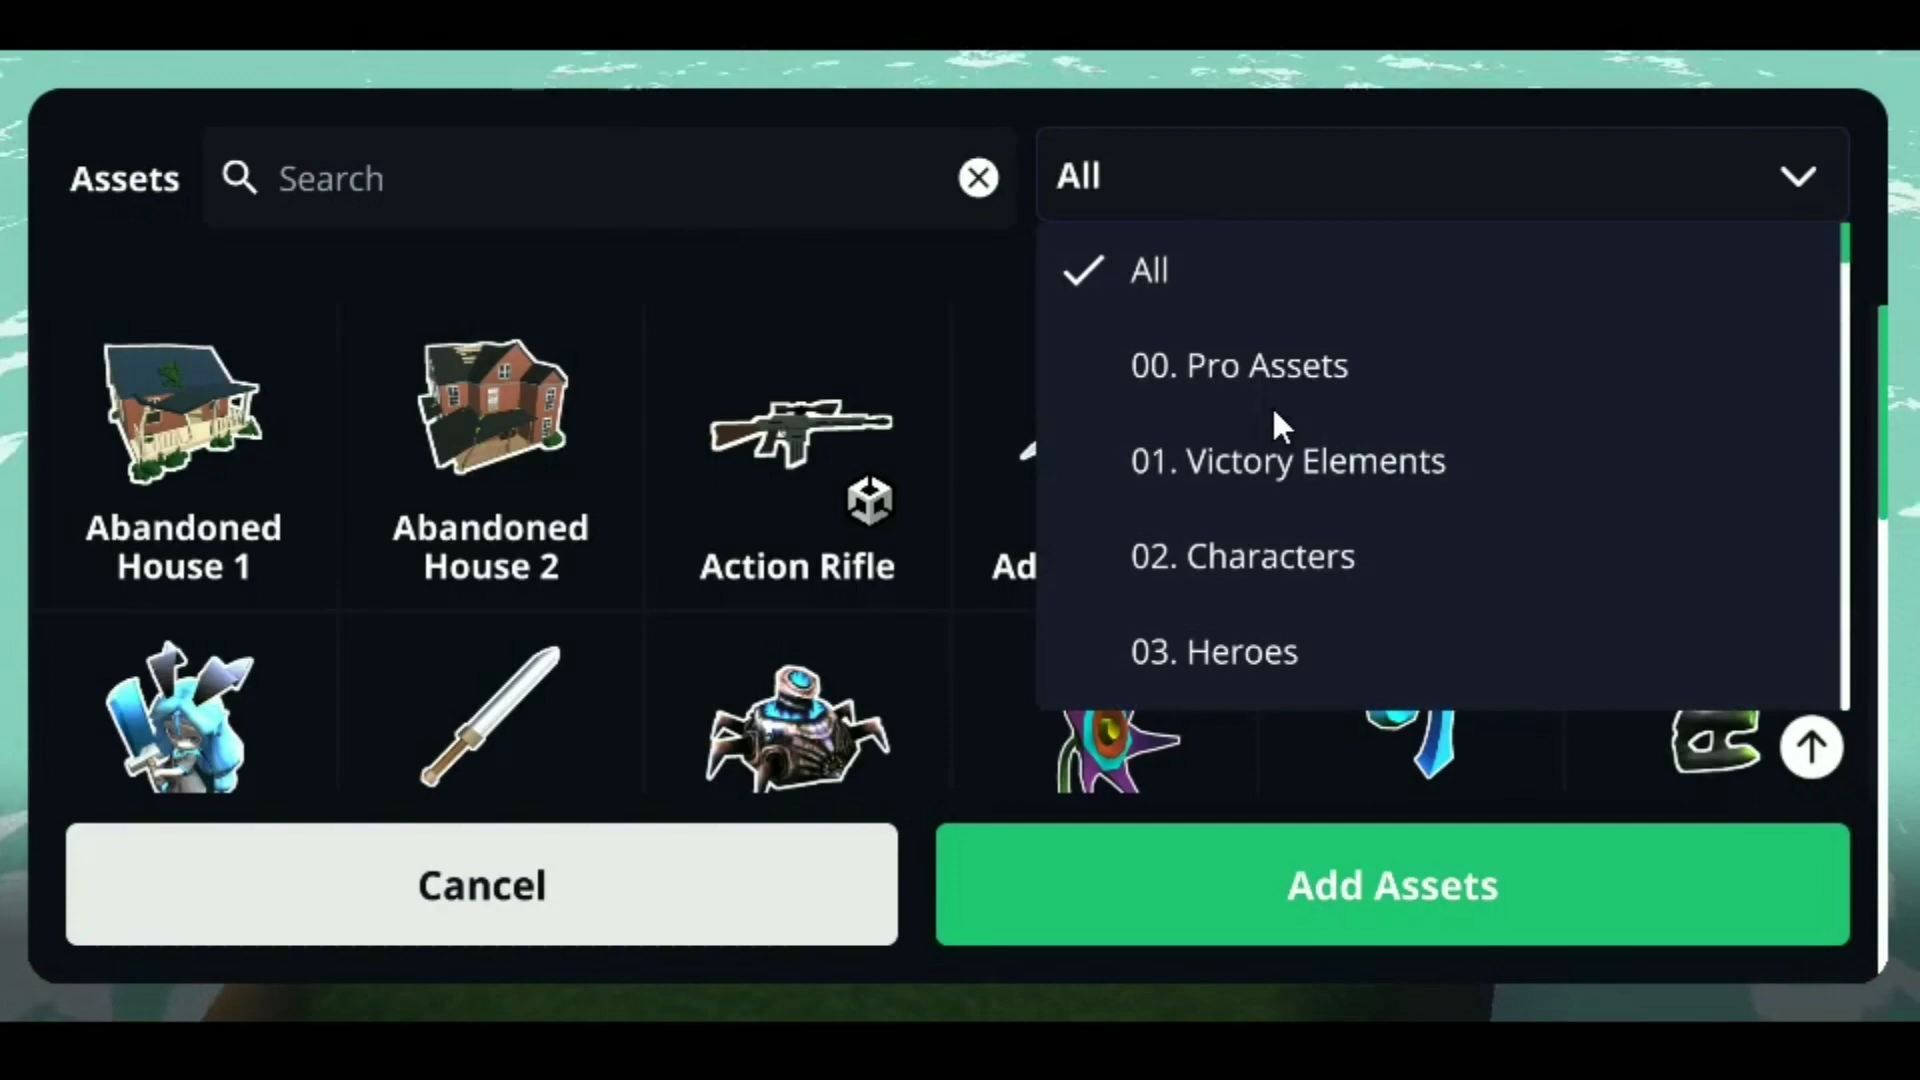 Assets
Search
All
All
00. Pro Assets
01. Victory Elements
02. Characters
03. Heroes
Abandoned
House 1
Abandoned
House 2
Action Rifle
Ad
Cancel
Add Assets